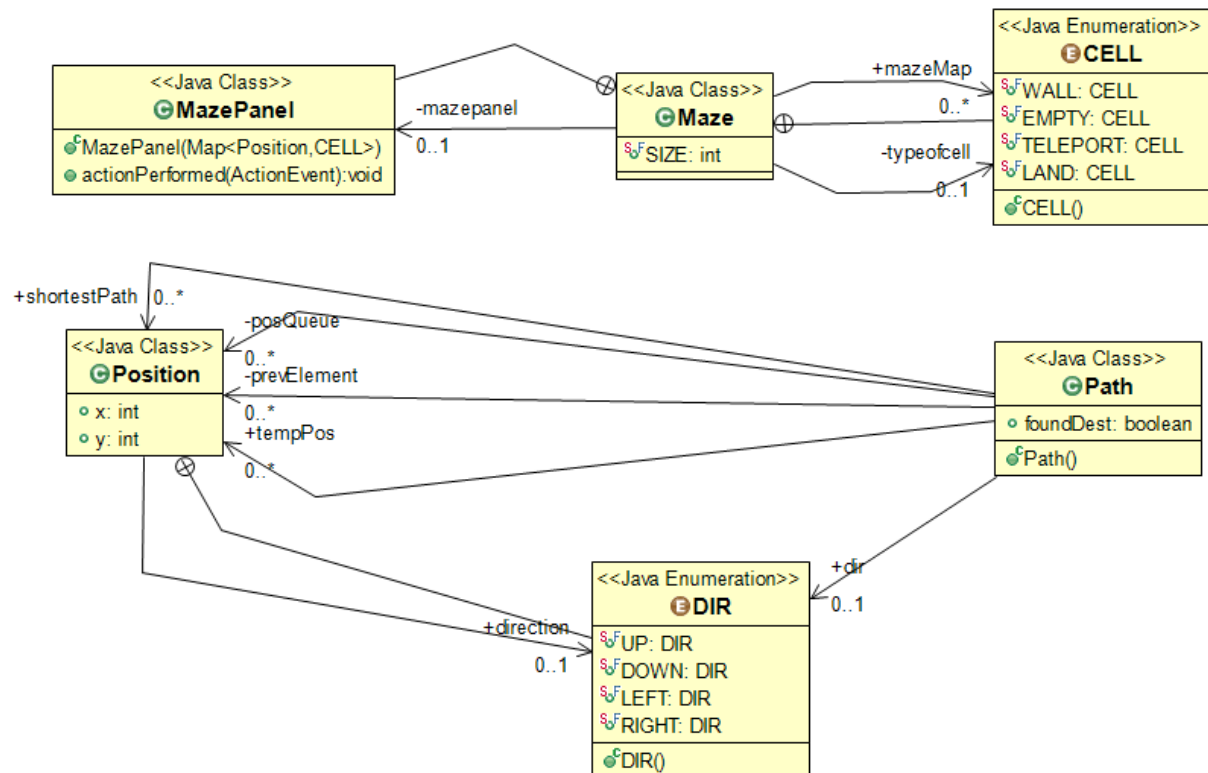 <<Java Class>>
MazePanel
MazePanel(Map<Position,CELL>)
actionPerformed(ActionEvent):void
-mazepanel
0..1
<<Java Class>>
Maze
SIZE: int
+mazeMap
0..*
-typeofcell
0..1
<<Java Enumeration>>
CELL
WALL: CELL
EMPTY: CELL
TELEPORT: CELL
LAND: CELL
CELL()
+shortestPath
0..*
<<Java Class>>
Position
x: int
y: int
-posQueue
0..*
-prevElement
0..*
+tempPos
0..*
<<Java Class>>
Path
foundDest: boolean
Path()
+dir
0..1
+direction
0..1
<<Java Enumeration>>
DIR
UP: DIR
DOWN: DIR
LEFT: DIR
RIGHT: DIR
DIR()